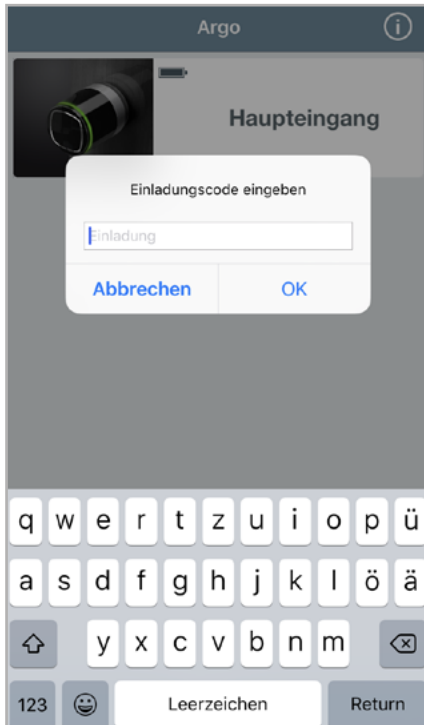 Argo
Haupteingang
Einladungscode eingeben
Einladung
Abbrechen OK
q w e r t z u i o p ü
a s d f g h j k l ö ä
y x c v b n m
123 Leerzeichen Return